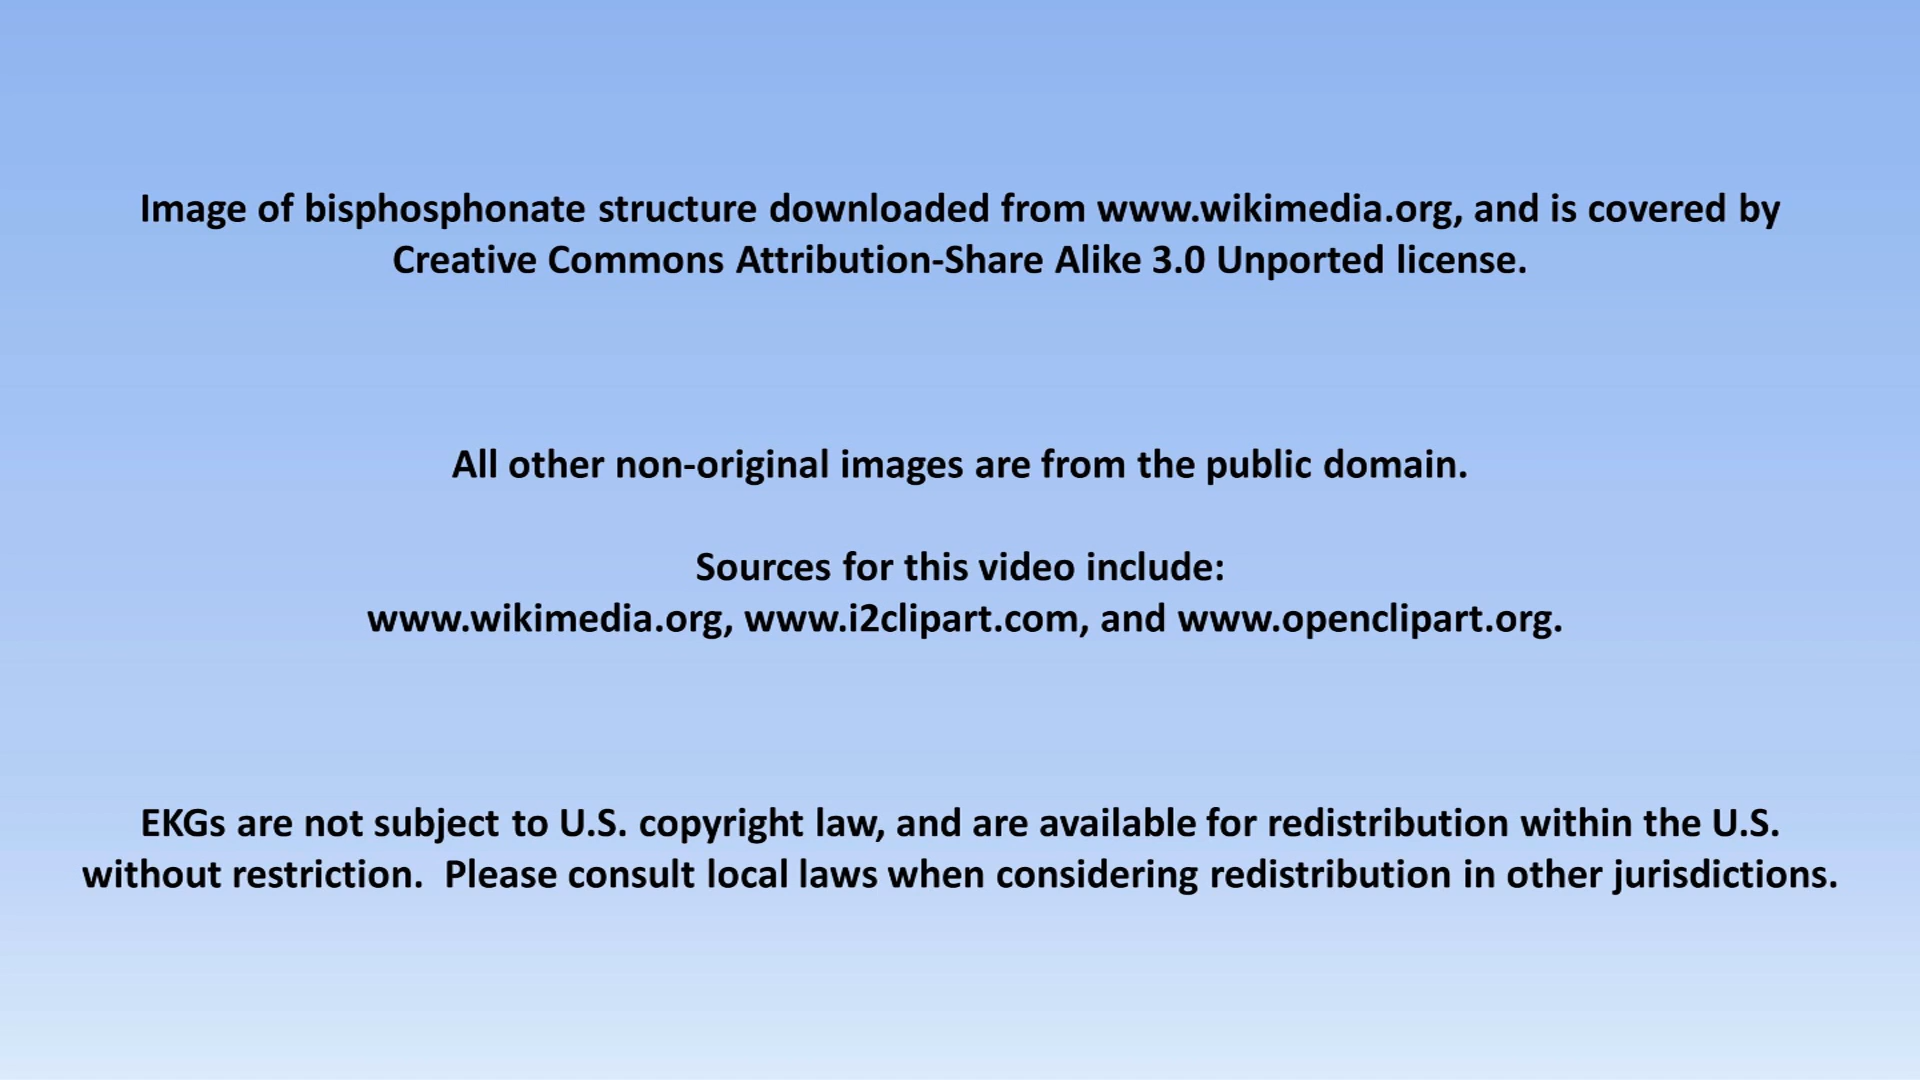 Image of bisphosphonate structure downloaded from www.wikimedia.org, and is covered by
Creative Commons Attribution-Share Alike 3.0 Unported license.
All other non-original images are from the public domain.
Sources for this video include:
www.wikimedia.org, www.i2clipart.com, and www.openclipart.org.
EKGs are not subject to U.S. copyright law, and are available for redistribution within the U.S.
without restriction.  Please consult local laws when considering redistribution in other jurisdictions.